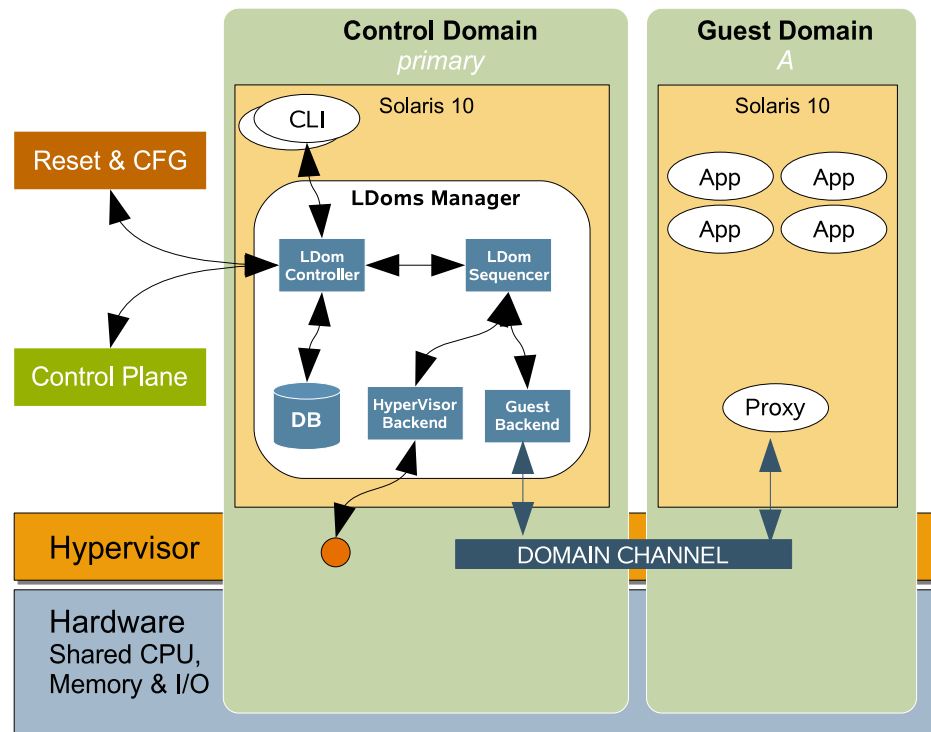 Control Domain
primary
Guest Domain
A
Solaris 10
Solaris 10
CLI
Reset & CFG
LDoms Manager
App
App
App
App
LDom
Controller
LDom
Sequencer
Control Plane
DB
HyperVisor
Backend
Guest
Backend
Proxy
Hypervisor
DOMAIN CHANNEL
Hardware
Shared CPU,
Memory & I/O